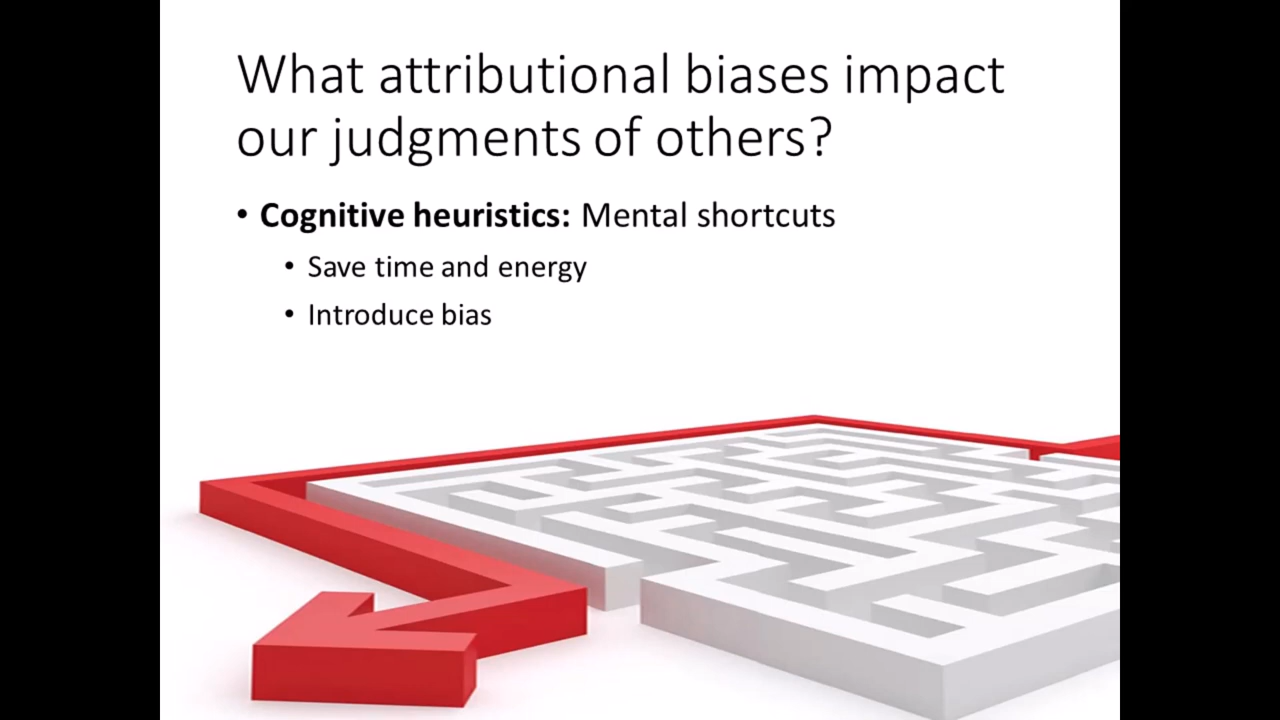 What attributional biases impact
our judgments of others?
• Cognitive heuristics: Mental shortcuts
• Save time and energy
• Introduce bias